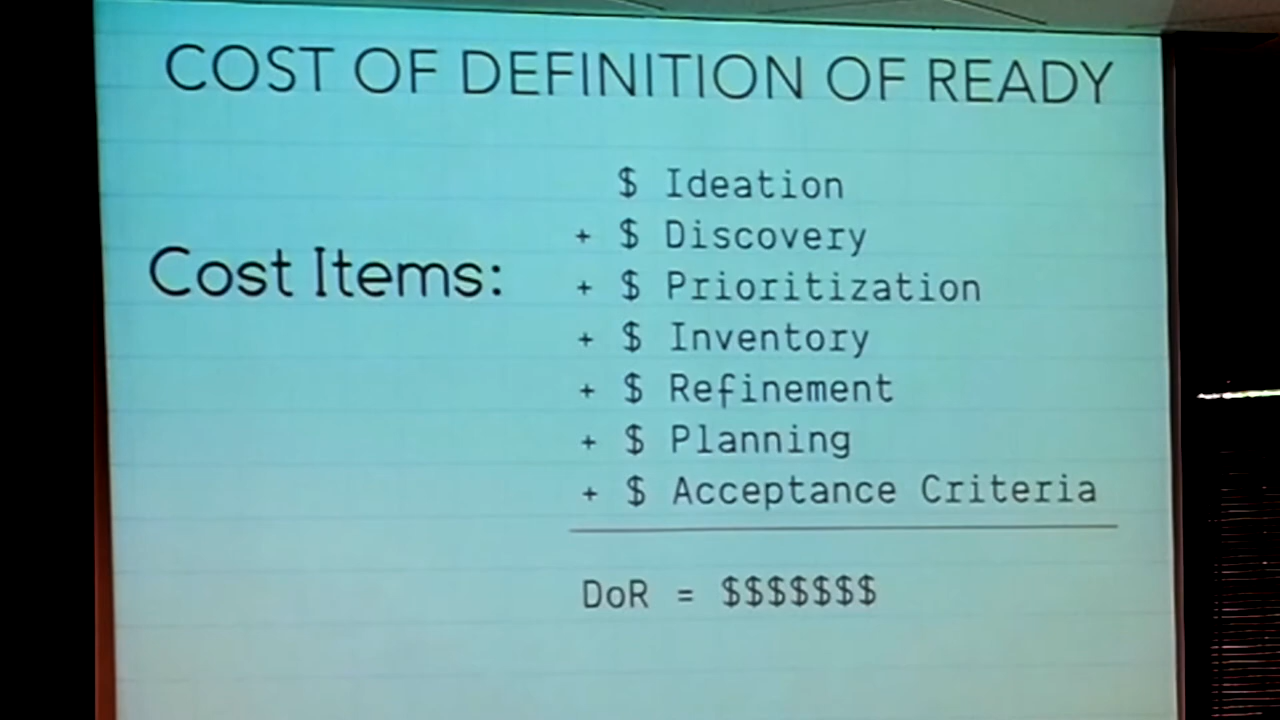 COST OF DEFINITION OF READY
Cost Items:
$ Ideation
+ $ Discovery
+ $ Prioritization
+ $ Inventory
+ $ Refinement
+ $ Planning
+ $ Acceptance Criteria
DoR = $$$$$$$